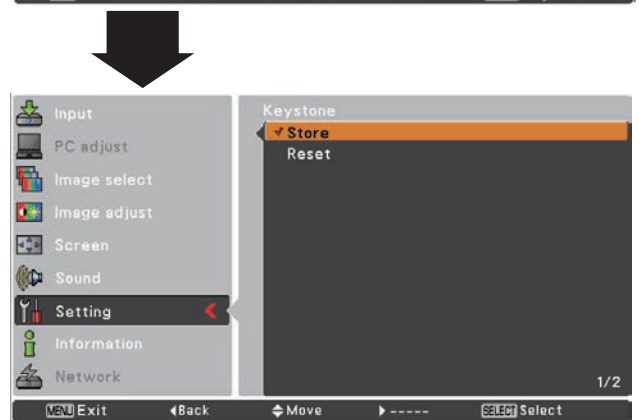 Input
PC adjust
Image select
Image adjust
Screen
Sound
Setting
Information
Network
Keystone
✔Store
Reset
1/2
MENU Exit ◀Back ◆Move ▶----- SELECT Select